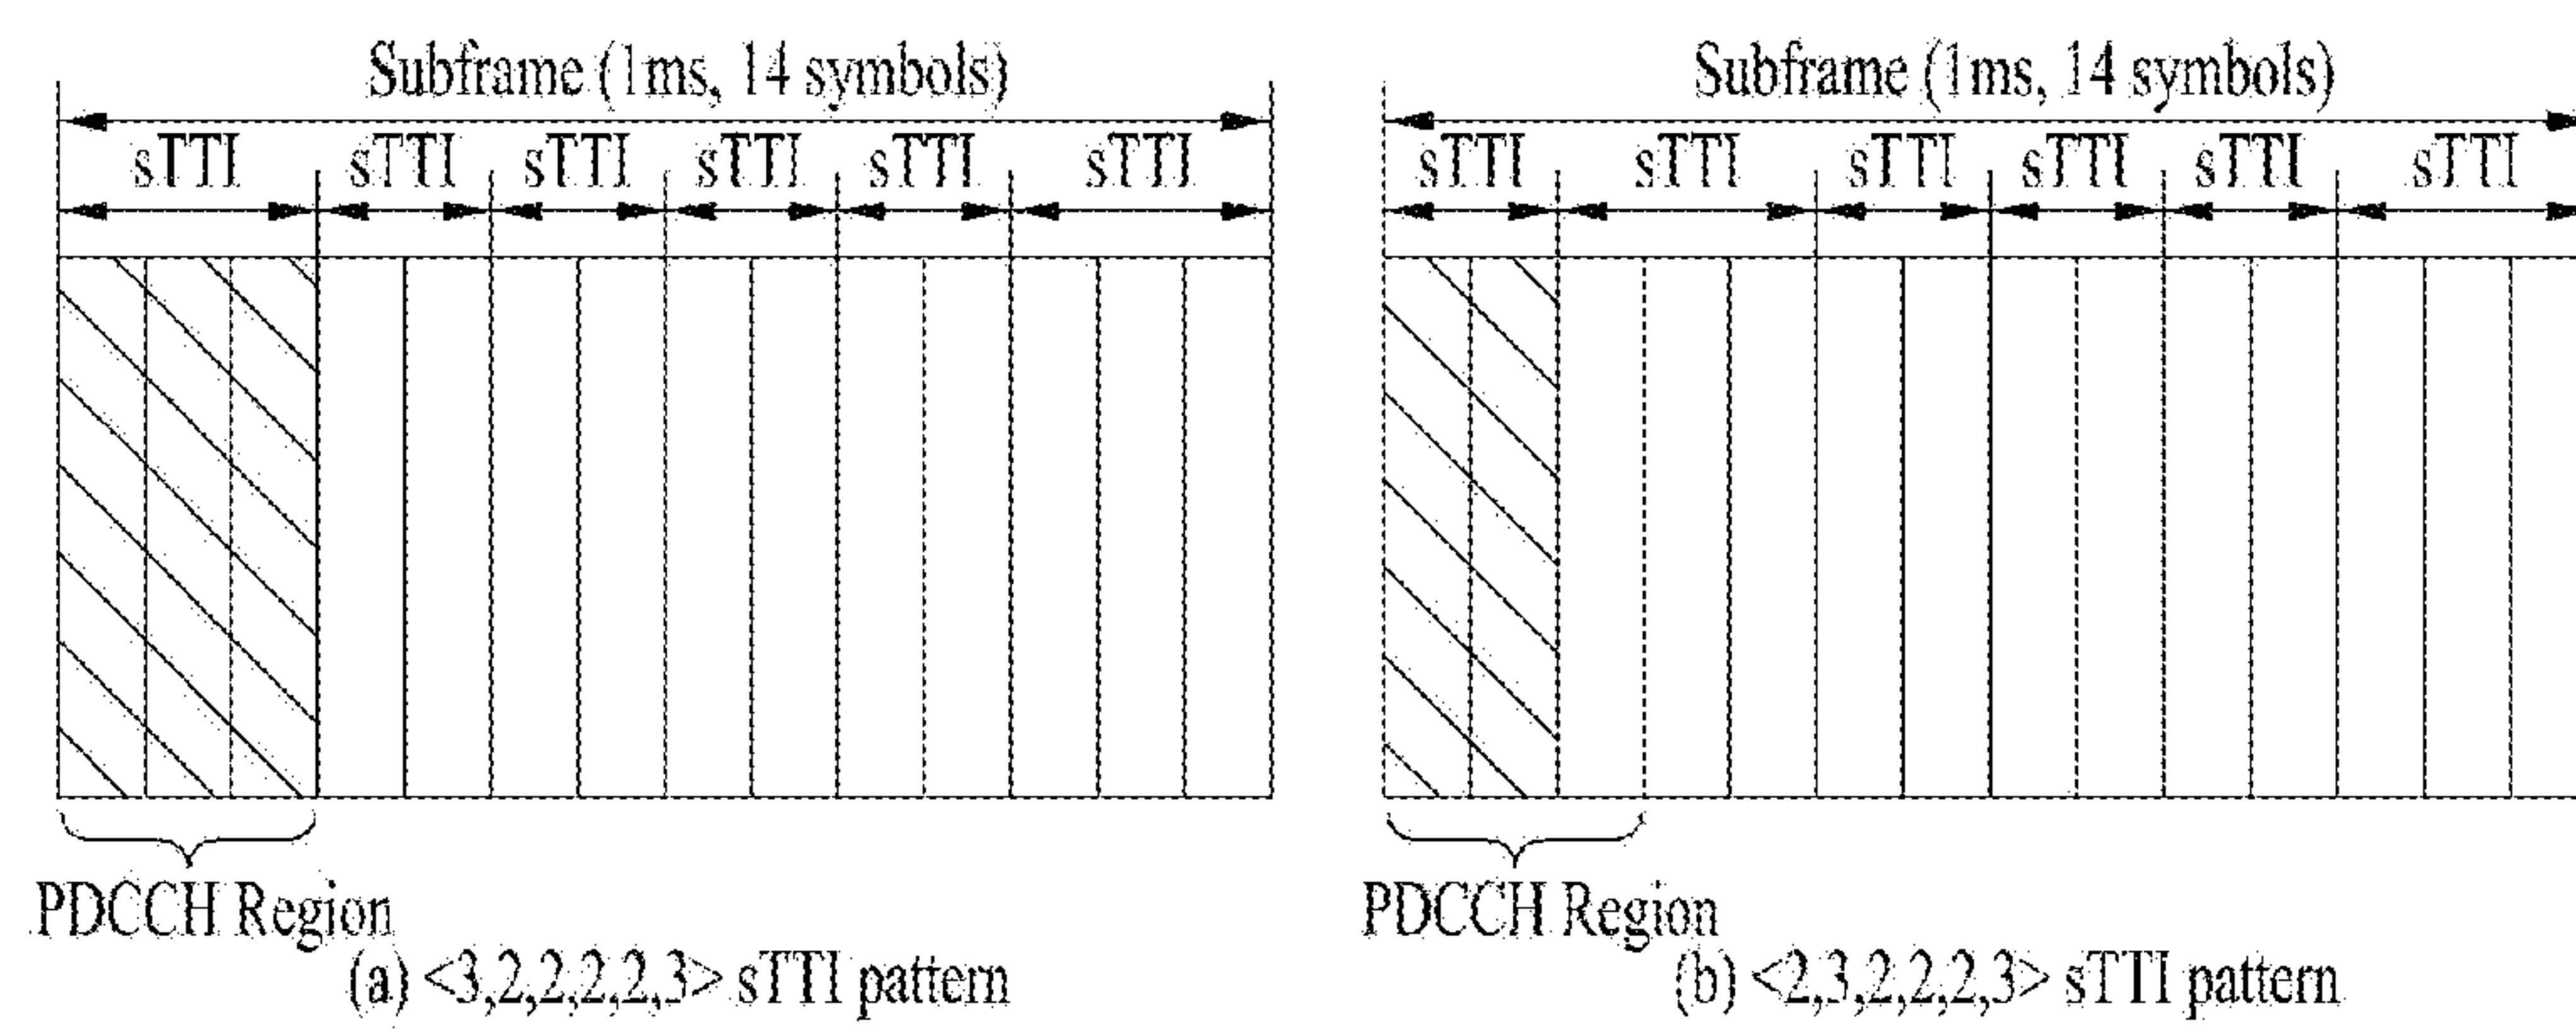 Subframe (1ms, 14 symbols)
sTTI sTTI sTTI sTTI sTTI sTTI
PDCCH Region
(a) <3,2,2,2,2,3> sTTI pattern
Subframe (1ms, 14 symbols)
sTTI sTTI sTTI sTTI sTTI sTTI
PDCCH Region
(b) <2,3,2,2,2,3> sTTI pattern